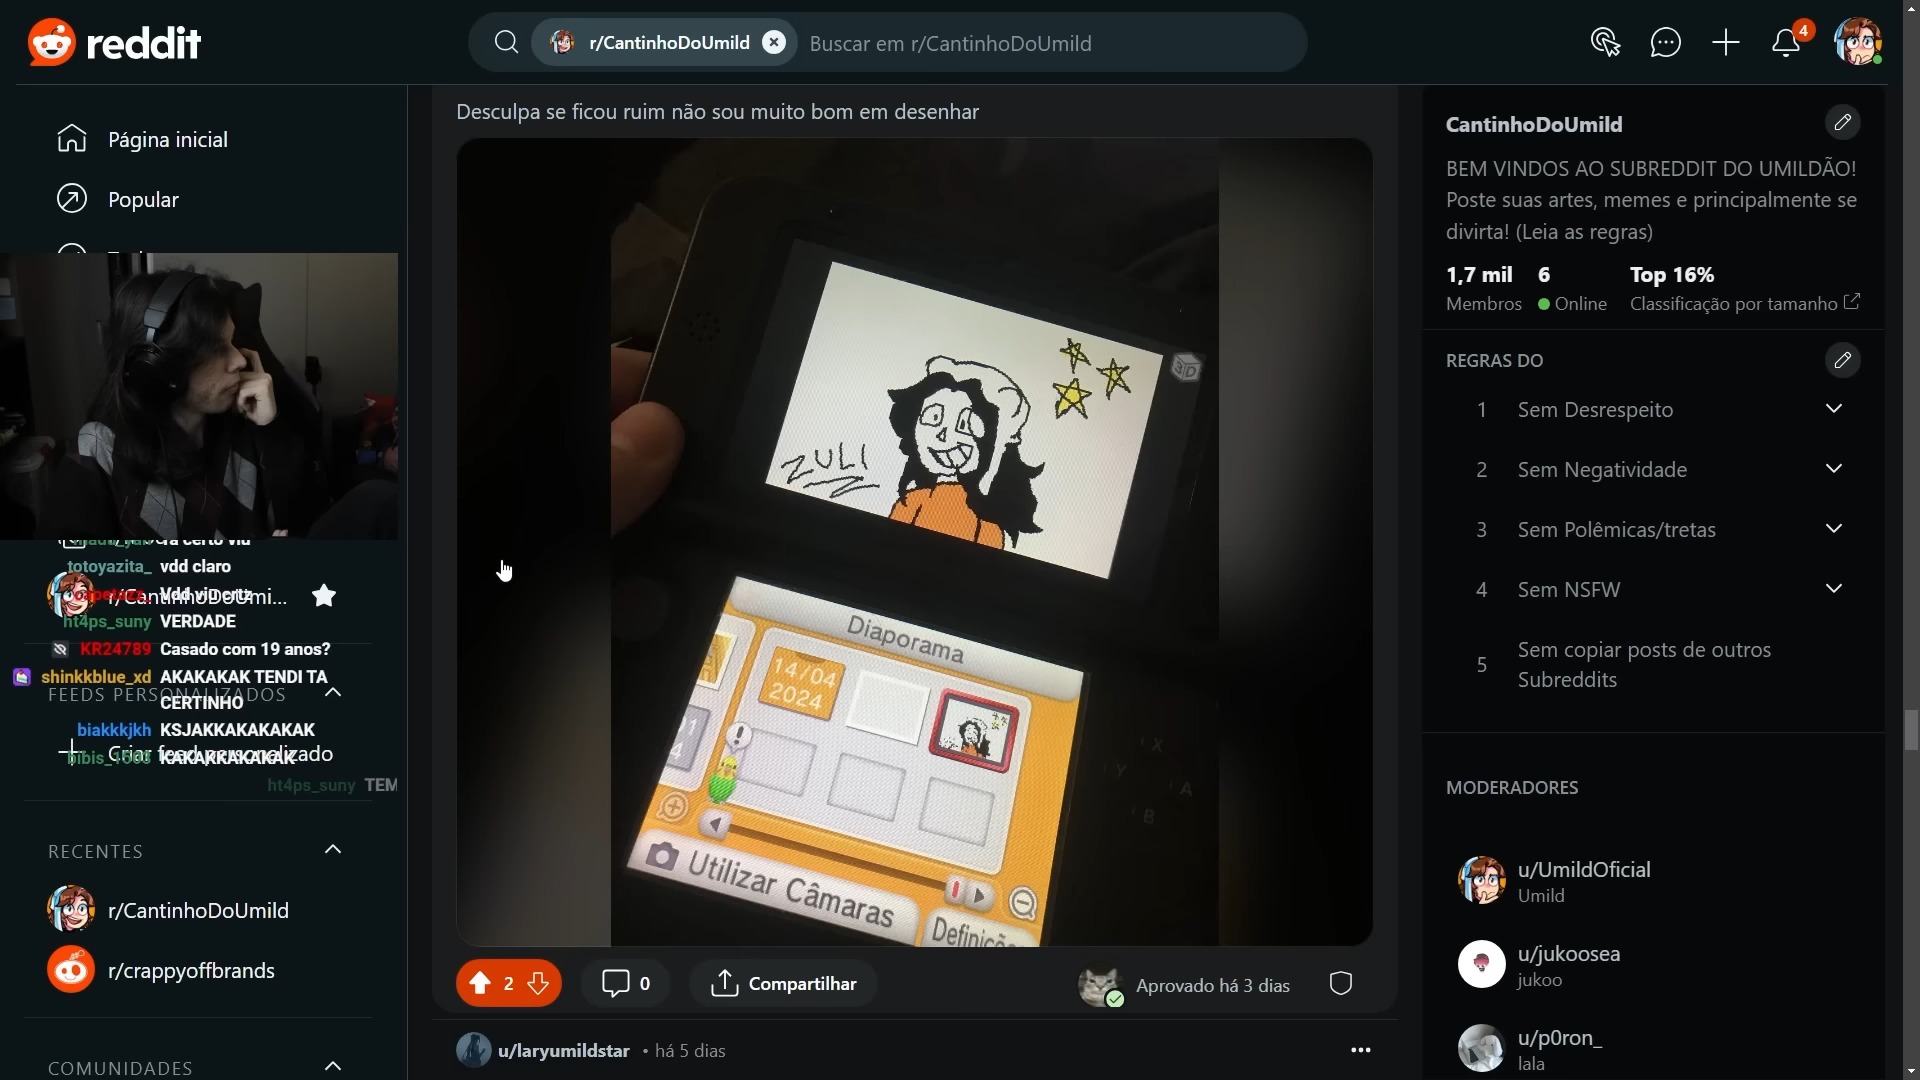 reddit
r/CantinhoDoUmild
Buscar em r/CantinhoDoUmild
4
Página inicial
Popular
totoyazita_ vdd claro
r/CantinhoDoUmi...
ht4ps_suny VERDADE
KR24789 Casado com 19 anos?
shinkkblue_xd AKAKAKAK TENDI TA
CERTINHO
FEEDS PERSONALIZADOS
biakkkjkh KSJAKKAKAKAKAK
Criar feed personalizado
ht4ps_suny TEM
RECENTES
r/CantinhoDoUmild
r/crappyoffbrands
COMUNIDADES
Desculpa se ficou ruim não sou muito bom em desenhar
3D
ZULI
Diaporama
14/04
2024
X
Y
A
B
Utilizar Câmaras
2
0
Compartilhar
Aprovado há 3 dias
u/laryumildstar • há 5 dias
CantinhoDoUmild
BEM VINDOS AO SUBREDDIT DO UMILDÃO!
Poste suas artes, memes e principalmente se
divirta! (Leia as regras)
1,7 mil 6 Top 16%
Membros Online Classificação por tamanho
REGRAS DO
1 Sem Desrespeito
2 Sem Negatividade
3 Sem Polêmicas/tretas
4 Sem NSFW
5 Sem copiar posts de outros
Subreddits
MODERADORES
u/UmildOficial
Umild
u/jukoosea
jukoo
u/p0ron_
lala